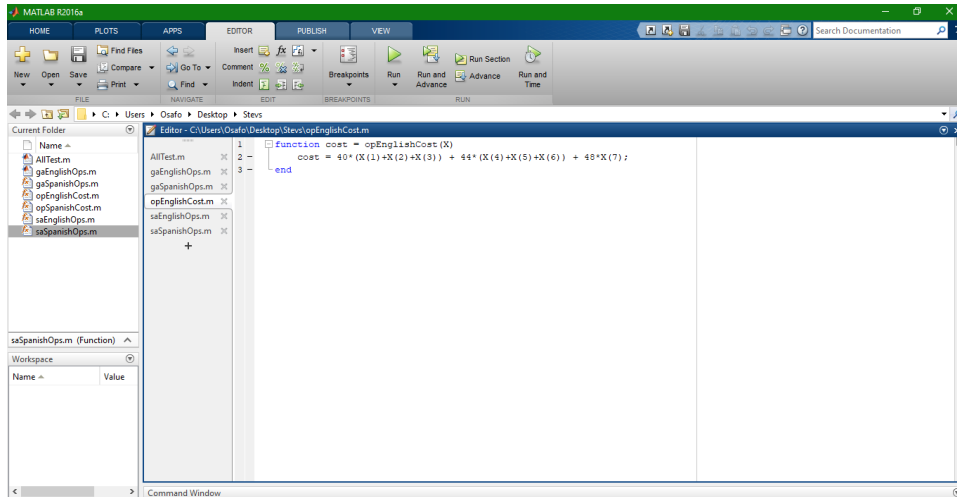 MATLAB R2016a
HOME PLOTS APPS EDITOR PUBLISH VIEW Search Documentation
Find Files Insert fx
New Open Save Compare Go To Comment % Breakpoints Run Run and Advance Run Section Advance Run and Time
Print Find Indent
FILE NAVIGATE EDIT BREAKPOINTS RUN
C: Users Osafo Desktop Stevs
Current Folder
Name
AllTest.m
gaEnglishOps.m
gaSpanishOps.m
opEnglishCost.m
opSpanishCost.m
saEnglishOps.m
saSpanishOps.m
saSpanishOps.m (Function)
Workspace
Name Value
Editor - C:\Users\Osafo\Desktop\Stevs\opEnglishCost.m
AllTest.m
gaEnglishOps.m
gaSpanishOps.m
opEnglishCost.m
saEnglishOps.m
saSpanishOps.m
+
1 function cost = opEnglishCost(X)
2 - cost = 40*(X(1)+X(2)+X(3)) + 44*(X(4)+X(5)+X(6)) + 48*X(7);
3 - end
Command Window